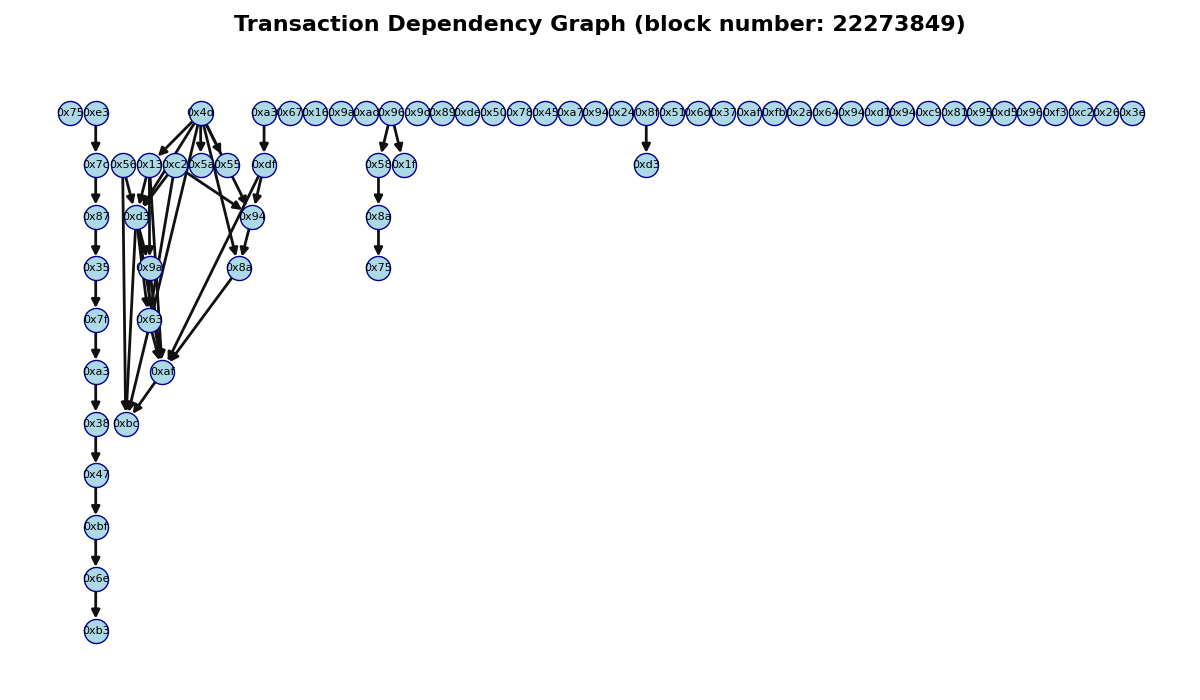 Transaction Dependency Graph (block number: 22273849)
0x75 0xe3 0x4d 0xa3 0x67 0x16 0x9a 0xad 0x96 0x9d 0x89 0xde 0x50 0x78 0x45 0xa7 0x94 0x24 0x8f 0x51 0x6d 0x37 0xaf 0xfb 0x2a 0x64 0x94 0xd1 0x94 0xc9 0x81 0x95 0xd5 0x96 0xf3 0xc2 0x26 0x3e
0x7c 0x56 0x13 0xc2 0x5a 0x55 0xdf 0x58 0x1f 0xd3
0x87 0xd3 0x94 0x8a
0x35 0x9a 0x8a 0x75
0x7f 0x63
0xa3 0xaf
0x38 0xbc
0x47
0xbf
0x6e
0xb3